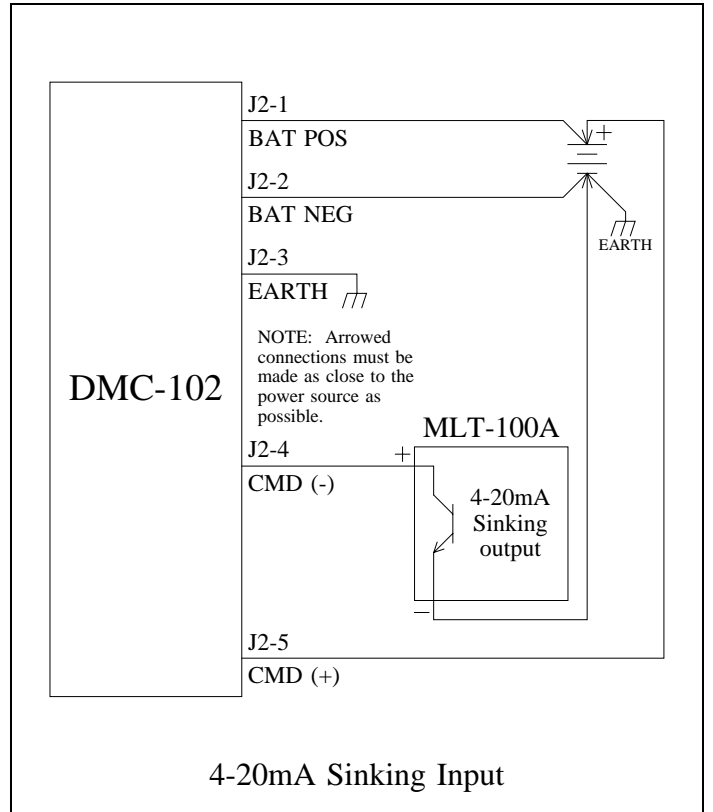 J2-1
BAT POS
+
J2-2
BAT NEG
EARTH
J2-3
EARTH
NOTE: Arrowed
connections must be
made as close to the
power source as
possible.
DMC-102
MLT-100A
J2-4
+
CMD (-)
4-20mA
Sinking
output
−
J2-5
CMD (+)
4-20mA Sinking Input